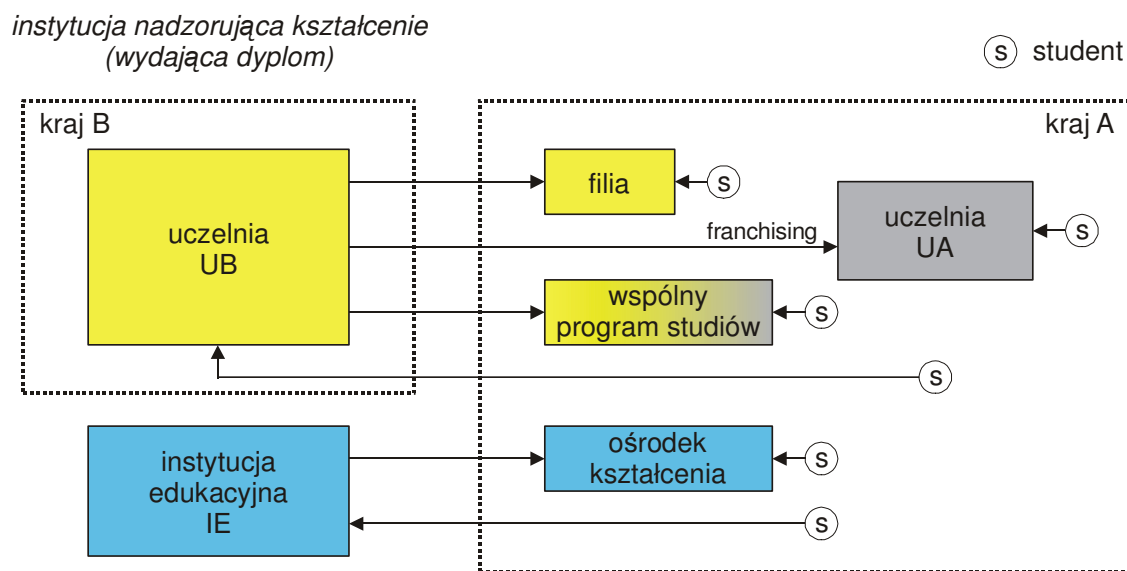 instytucja nadzorująca kształcenie
(wydająca dyplom)
s student
kraj B
kraj A
uczelnia
UB
filia
s
franchising
uczelnia
UA
s
wspólny
program studiów
s
s
instytucja
edukacyjna
IE
ośrodek
kształcenia
s
s